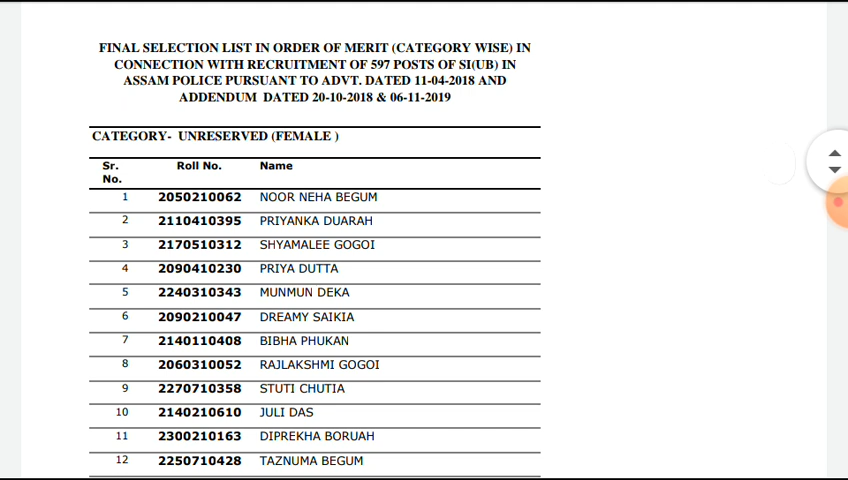 FINAL SELECTION LIST IN ORDER OF MERIT (CATEGORY WISE) IN
CONNECTION WITH RECRUITMENT OF 597 POSTS OF SI(UB) IN
ASSAM POLICE PURSUANT TO ADVT. DATED 11-04-2018 AND
ADDENDUM DATED 20-10-2018 & 06-11-2019
CATEGORY- UNRESERVED (FEMALE )
Sr. No. Roll No. Name
1 2050210062 NOOR NEHA BEGUM
2 2110410395 PRIYANKA DUARAH
3 2170510312 SHYAMALEE GOGOI
4 2090410230 PRIYA DUTTA
5 2240310343 MUNMUN DEKA
6 2090210047 DREAMY SAIKIA
7 2140110408 BIBHA PHUKAN
8 2060310052 RAJLAKSHMI GOGOI
9 2270710358 STUTI CHUTIA
10 2140210610 JULI DAS
11 2300210163 DIPREKHA BORUAH
12 2250710428 TAZNUMA BEGUM